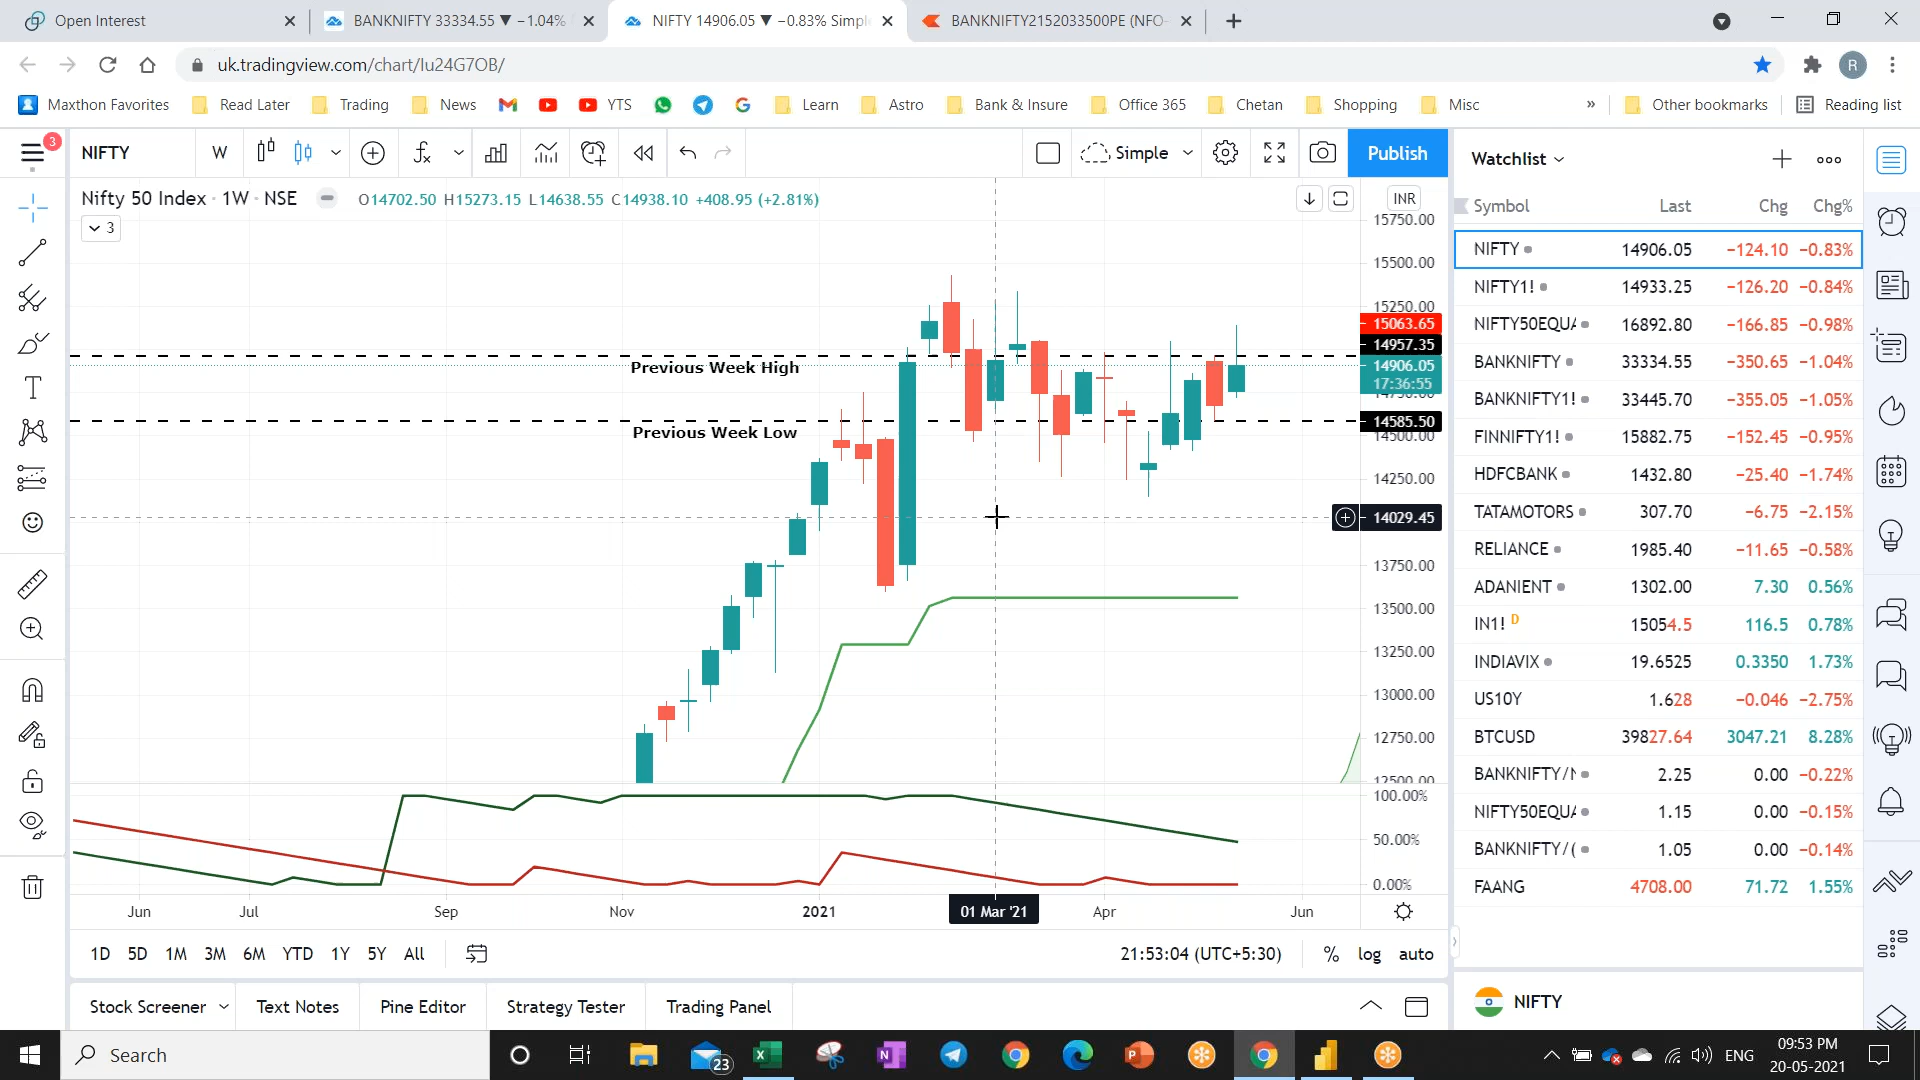 Open Interest
BANKNIFTY 33334.55 ▼ −1.04%
NIFTY 14906.05 ▼ −0.83% Simple
BANKNIFTY2152033500PE (NFO-
uk.tradingview.com/chart/Iu24G7OB/
R
Maxthon Favorites
Read Later
Trading
News
YTS
Learn
Astro
Bank & Insure
Office 365
Chetan
Shopping
Misc
»
Other bookmarks
Reading list
3
NIFTY
W
Simple
Publish
Nifty 50 Index · 1W · NSE
O14702.50 H15273.15 L14638.55 C14938.10 +408.95 (+2.81%)
3
INR
15750.00
15500.00
15250.00
15063.65
14957.35
14906.05
17:36:55
14750.00
14585.50
14500.00
14250.00
14029.45
13750.00
13500.00
13250.00
13000.00
12750.00
12500.00
Previous Week High
Previous Week Low
100.00%
50.00%
0.00%
Jun
Jul
Sep
Nov
2021
01 Mar '21
Apr
Jun
1D 5D 1M 3M 6M YTD 1Y 5Y All
21:53:04 (UTC+5:30)
% log auto
Stock Screener
Text Notes
Pine Editor
Strategy Tester
Trading Panel
Watchlist
Symbol Last Chg Chg%
NIFTY 14906.05 −124.10 −0.83%
NIFTY1! 14933.25 −126.20 −0.84%
NIFTY50EQUA 16892.80 −166.85 −0.98%
BANKNIFTY 33334.55 −350.65 −1.04%
BANKNIFTY1! 33445.70 −355.05 −1.05%
FINNIFTY1! 15882.75 −152.45 −0.95%
HDFCBANK 1432.80 −25.40 −1.74%
TATAMOTORS 307.70 −6.75 −2.15%
RELIANCE 1985.40 −11.65 −0.58%
ADANIENT 1302.00 7.30 0.56%
IN1! D 15054.5 116.5 0.78%
INDIAVIX 19.6525 0.3350 1.73%
US10Y 1.628 −0.046 −2.75%
BTCUSD 39827.64 3047.21 8.28%
BANKNIFTY/N 2.25 0.00 −0.22%
NIFTY50EQUA 1.15 0.00 −0.15%
BANKNIFTY/( 1.05 0.00 −0.14%
FAANG 4708.00 71.72 1.55%
NIFTY
Search
23
ENG
09:53 PM
20-05-2021